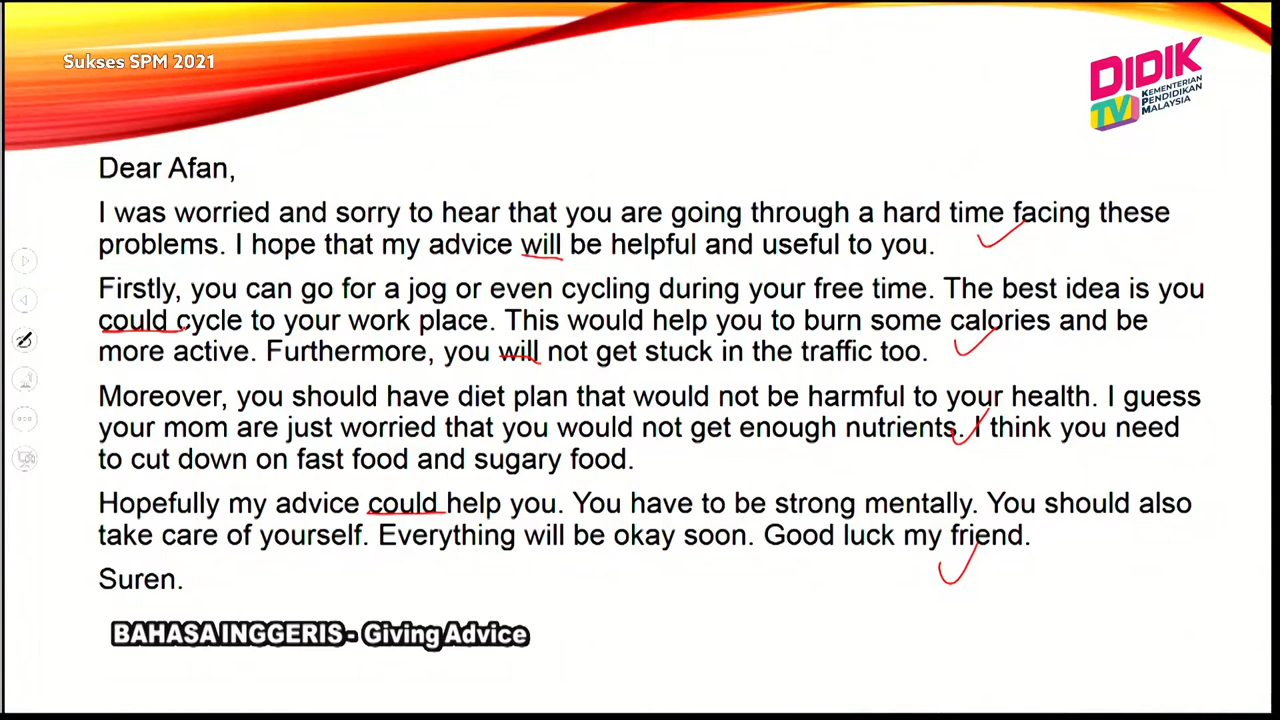 Sukses SPM 2021
DIDIK
TV
KEMENTERIAN
PENDIDIKAN
MALAYSIA
Dear Afan,
I was worried and sorry to hear that you are going through a hard time facing these
problems. I hope that my advice will be helpful and useful to you.
Firstly, you can go for a jog or even cycling during your free time. The best idea is you
could cycle to your work place. This would help you to burn some calories and be
more active. Furthermore, you will not get stuck in the traffic too.
Moreover, you should have diet plan that would not be harmful to your health. I guess
your mom are just worried that you would not get enough nutrients. I think you need
to cut down on fast food and sugary food.
Hopefully my advice could help you. You have to be strong mentally. You should also
take care of yourself. Everything will be okay soon. Good luck my friend.
Suren.
BAHASA INGGERIS - Giving Advice